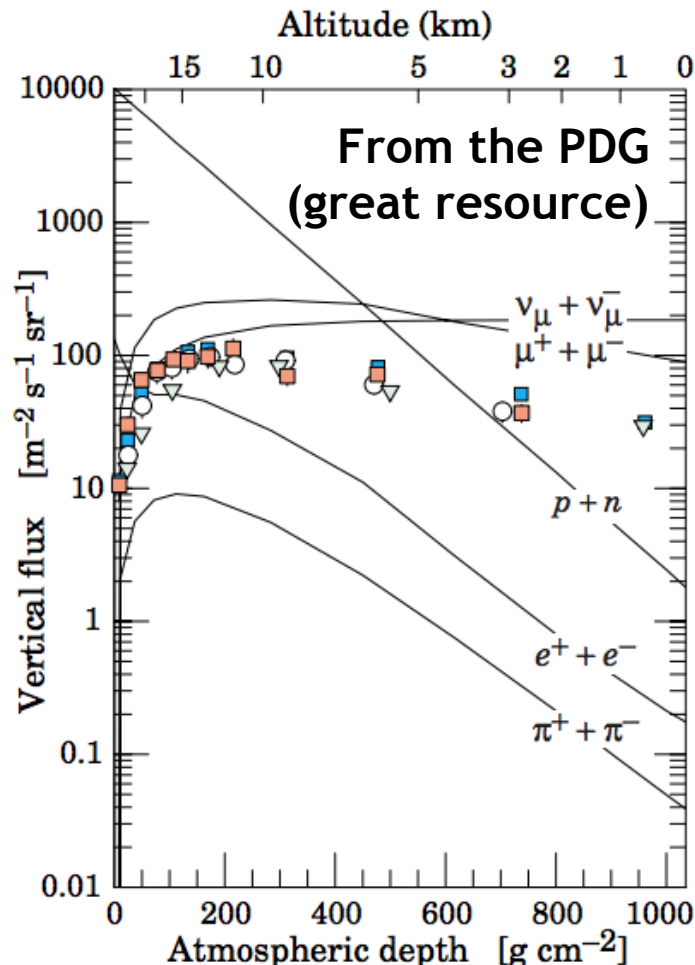 Altitude (km)
15 10 5 3 2 1 0
10000
From the PDG
(great resource)
1000
ν_μ + ν̄_μ
μ⁺ + μ⁻
100
10
p + n
1
e⁺ + e⁻
π⁺ + π⁻
0.1
0.01
Vertical flux [m⁻² s⁻¹ sr⁻¹]
0 200 400 600 800 1000
Atmospheric depth [g cm⁻²]